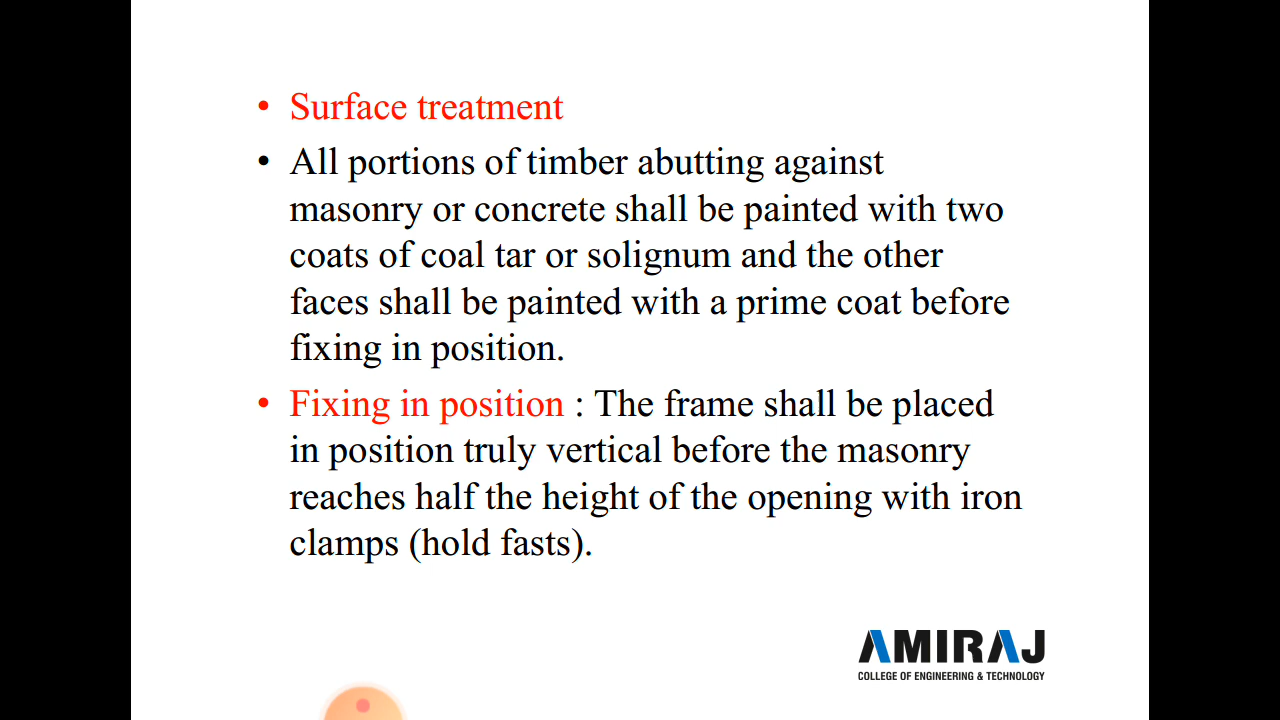 • Surface treatment
• All portions of timber abutting against
masonry or concrete shall be painted with two
coats of coal tar or solignum and the other
faces shall be painted with a prime coat before
fixing in position.
• Fixing in position : The frame shall be placed
in position truly vertical before the masonry
reaches half the height of the opening with iron
clamps (hold fasts).
AMIRAJ
COLLEGE OF ENGINEERING & TECHNOLOGY